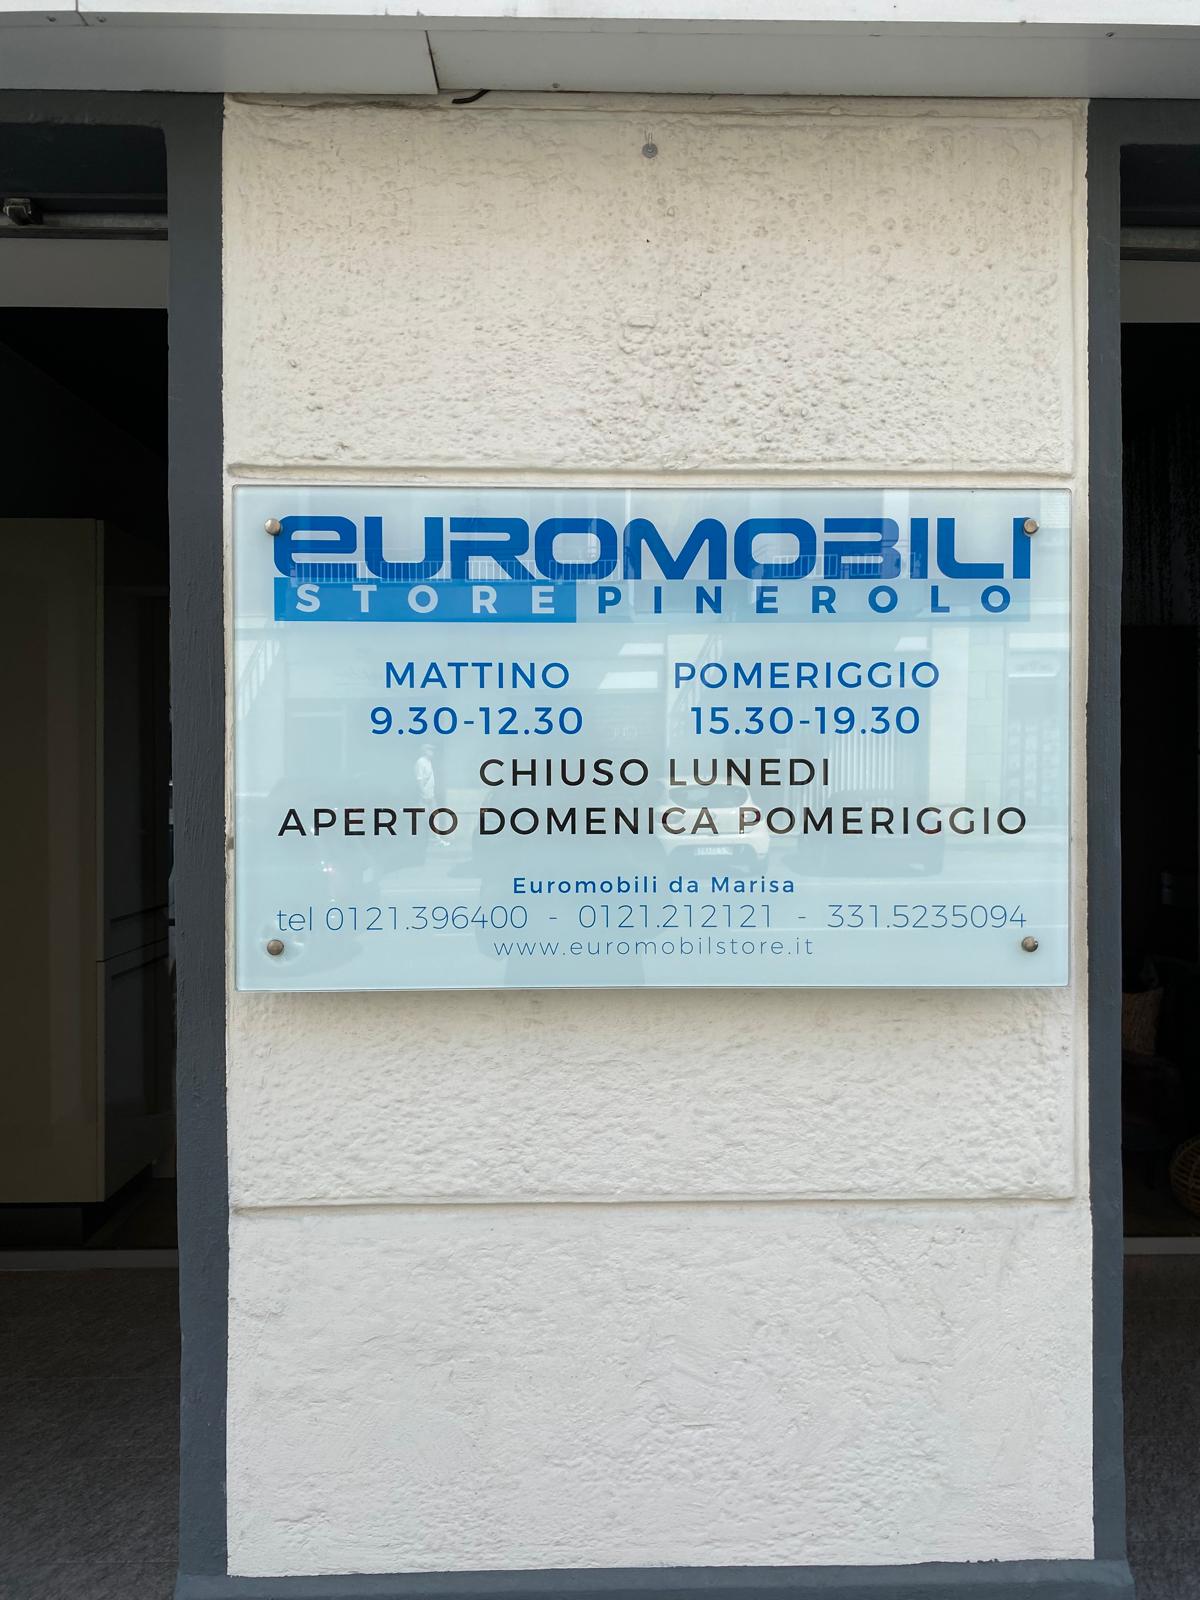 EUROMOBILI
STORE PINEROLO
MATTINO POMERIGGIO
9.30-12.30 15.30-19.30
CHIUSO LUNEDI
APERTO DOMENICA POMERIGGIO
Euromobili da Marisa
tel 0121.396400 - 0121.212121 - 331.5235094
www.euromobilstore.it